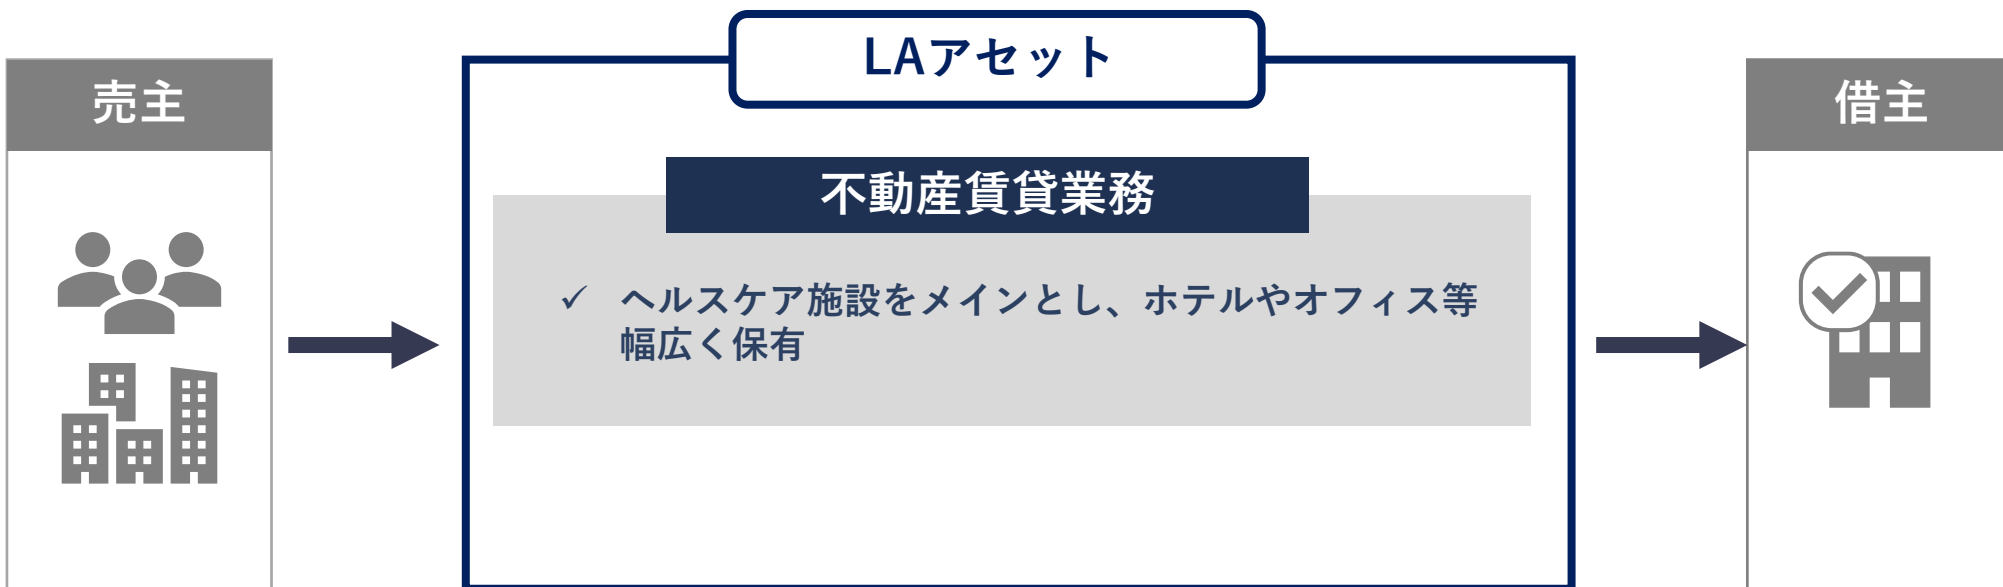 LAアセット
売主
借主
不動産賃貸業務
✓ ヘルスケア施設をメインとし、ホテルやオフィス等
幅広く保有